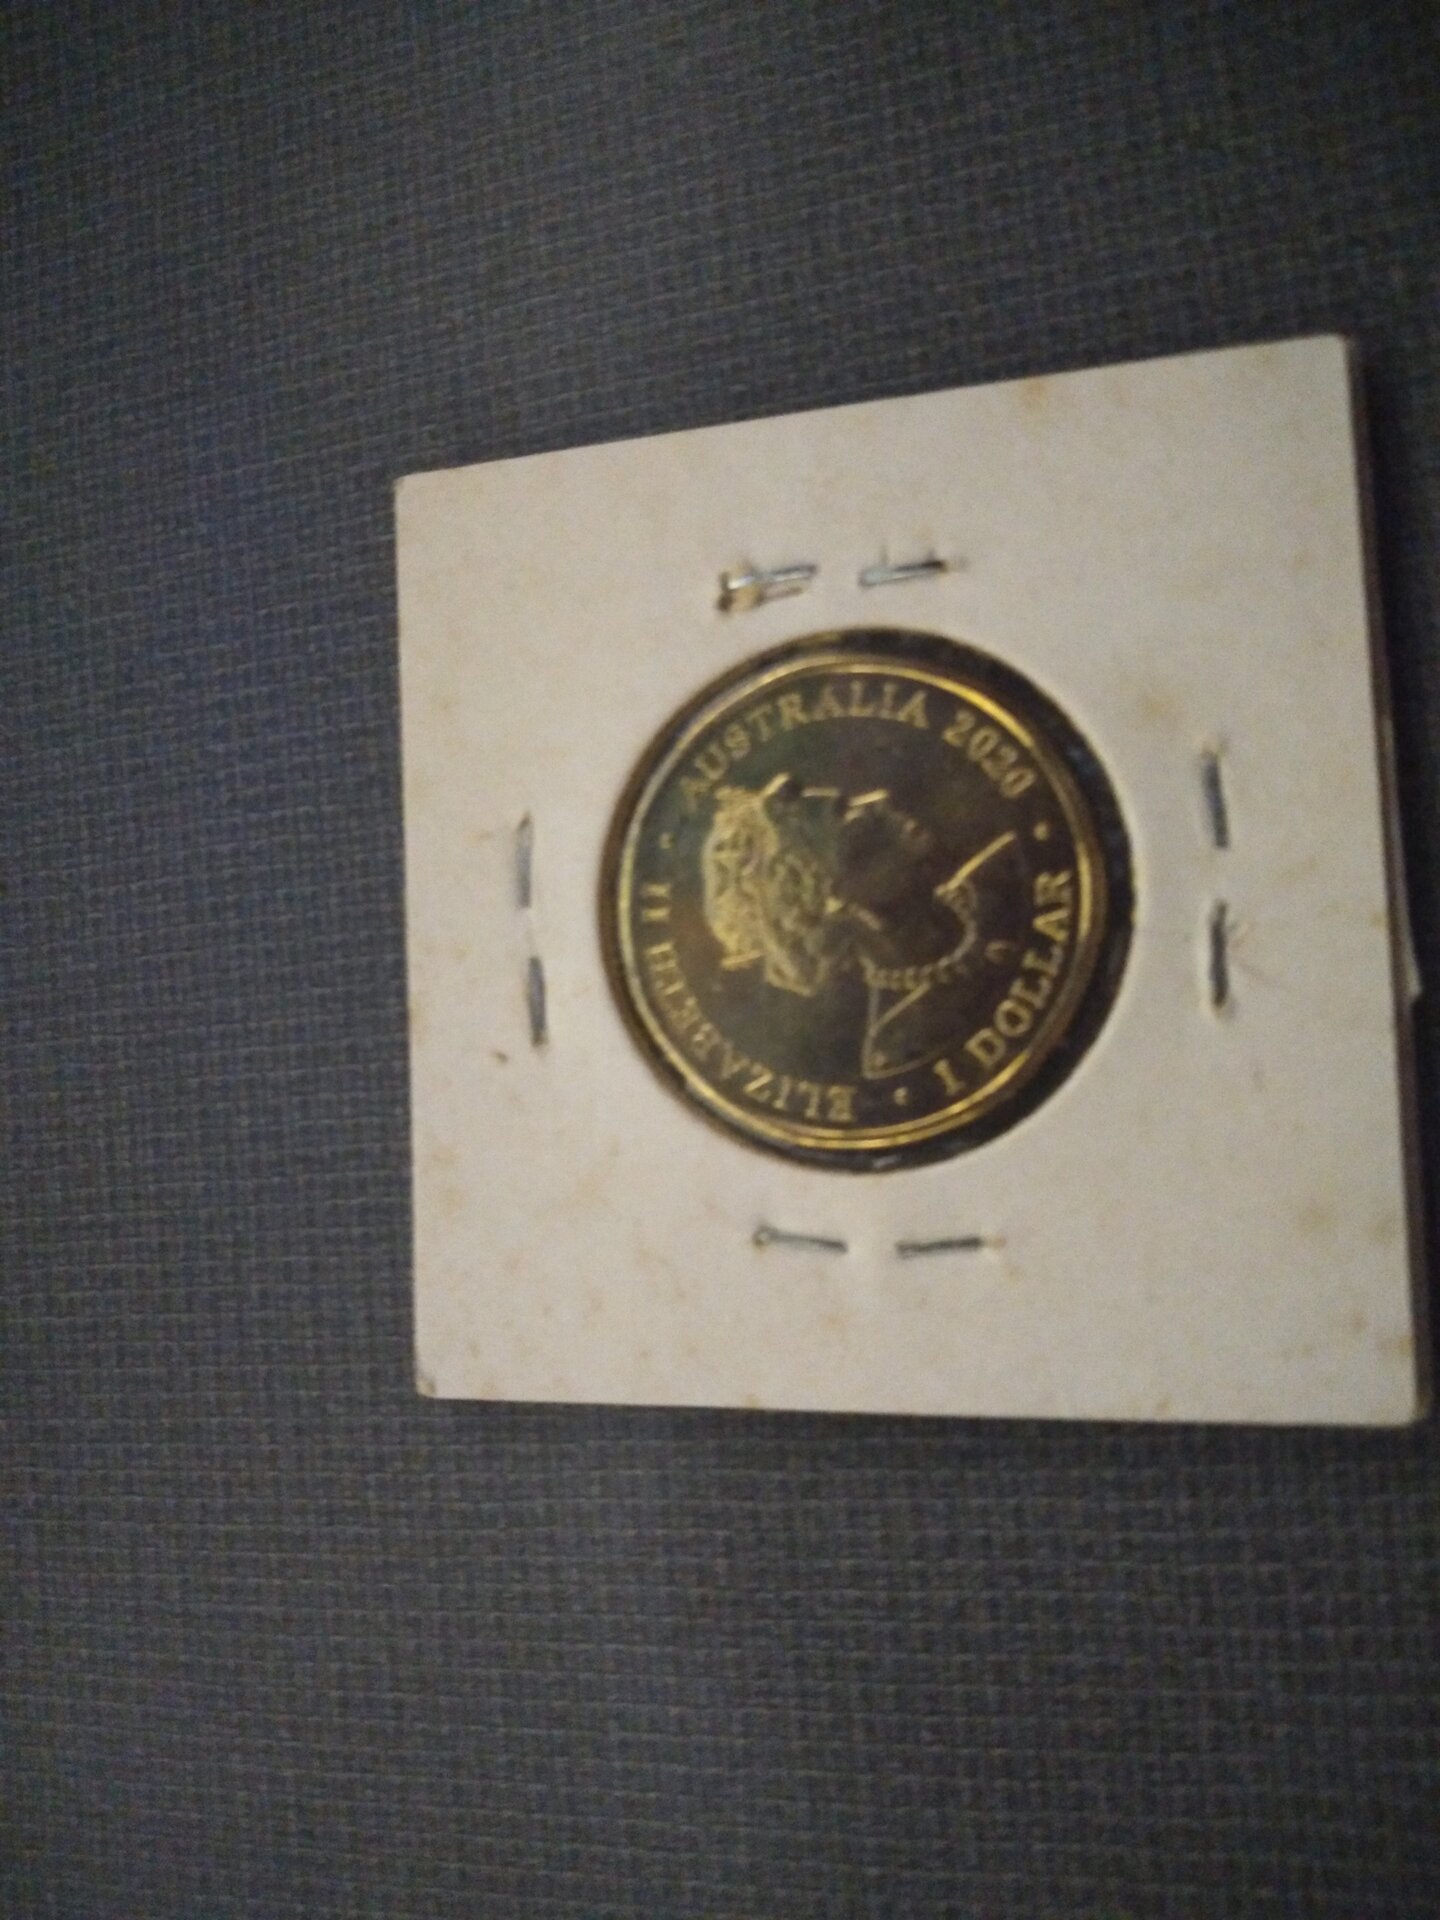 ELIZABETH II · AUSTRALIA 2020 ·
1 DOLLAR ·